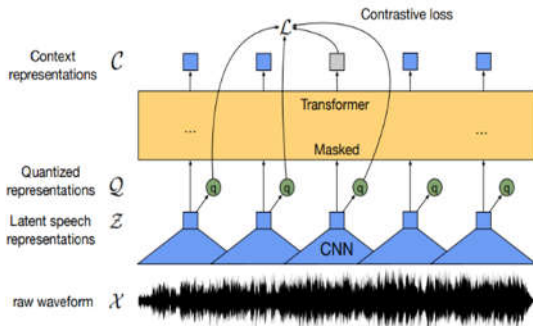 Contrastive loss
ℒ
Context
representations 𝒞
Transformer
... ...
Masked
Quantized
representations 𝒬
q q q q q
Latent speech
representations 𝒵
CNN
raw waveform 𝒳